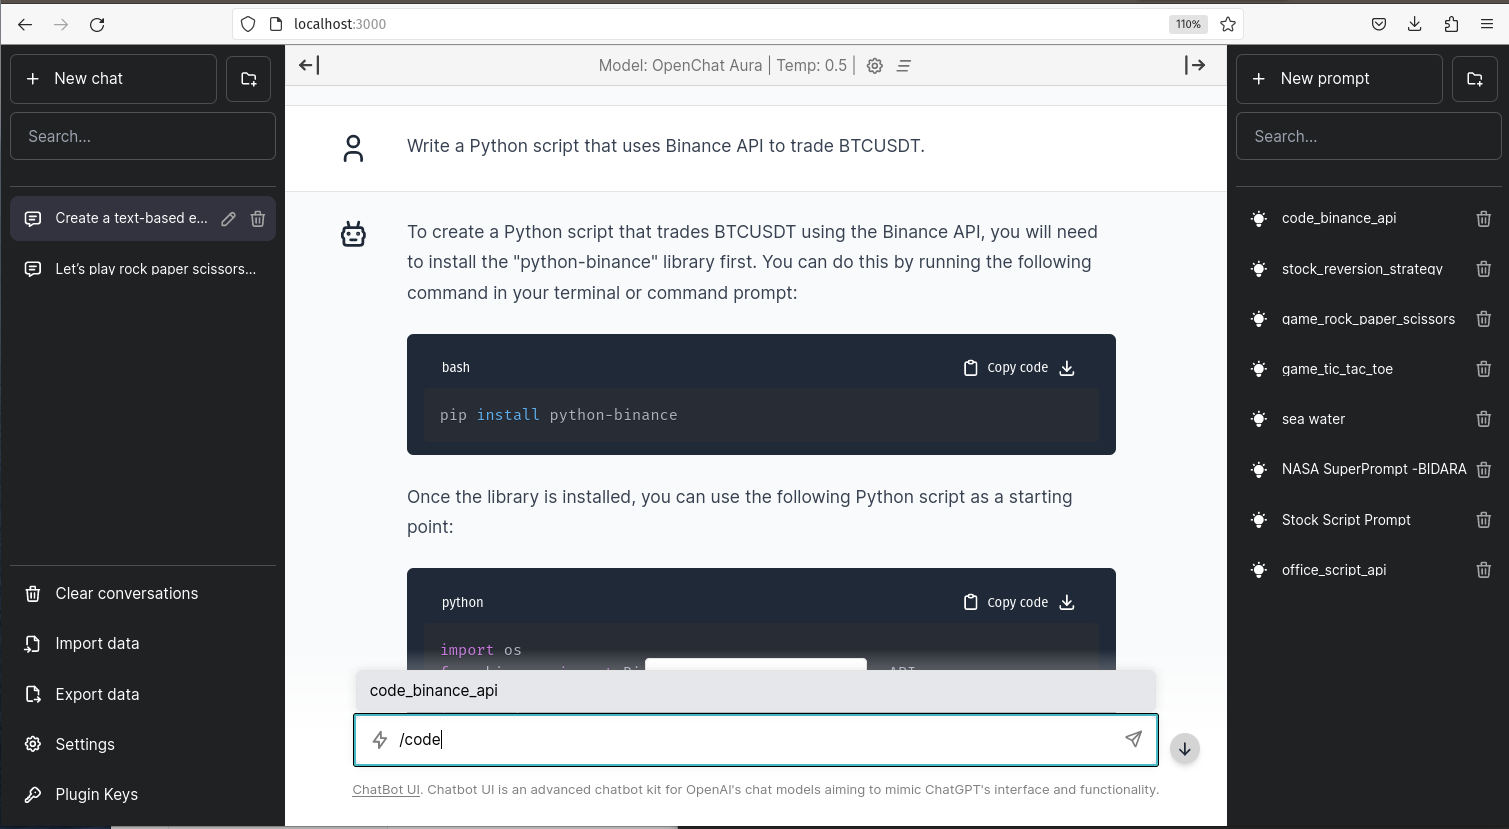 localhost:3000
110%
New chat
Search...
Create a text-based e...
Let's play rock paper scissors...
Clear conversations
Import data
Export data
Settings
Plugin Keys
Model: OpenChat Aura | Temp: 0.5 |
Write a Python script that uses Binance API to trade BTCUSDT.
To create a Python script that trades BTCUSDT using the Binance API, you will need
to install the "python-binance" library first. You can do this by running the following
command in your terminal or command prompt:
bash
Copy code
pip install python-binance
Once the library is installed, you can use the following Python script as a starting
point:
python
Copy code
import os
code_binance_api
/code
ChatBot UI. Chatbot UI is an advanced chatbot kit for OpenAI's chat models aiming to mimic ChatGPT's interface and functionality.
New prompt
Search...
code_binance_api
stock_reversion_strategy
game_rock_paper_scissors
game_tic_tac_toe
sea water
NASA SuperPrompt -BIDARA
Stock Script Prompt
office_script_api